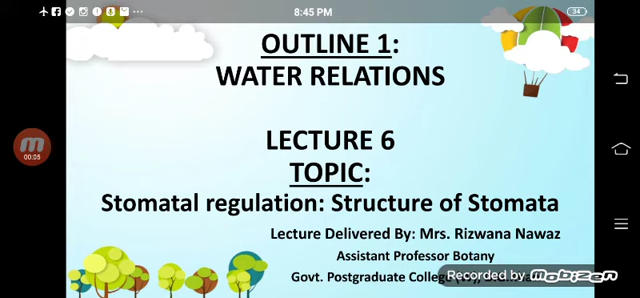 8:45 PM
34
OUTLINE 1:
WATER RELATIONS
00:05
LECTURE 6
TOPIC:
Stomatal regulation: Structure of Stomata
Lecture Delivered By: Mrs. Rizwana Nawaz
Assistant Professor Botany
Govt. Postgraduate College
Recorded by mobizen